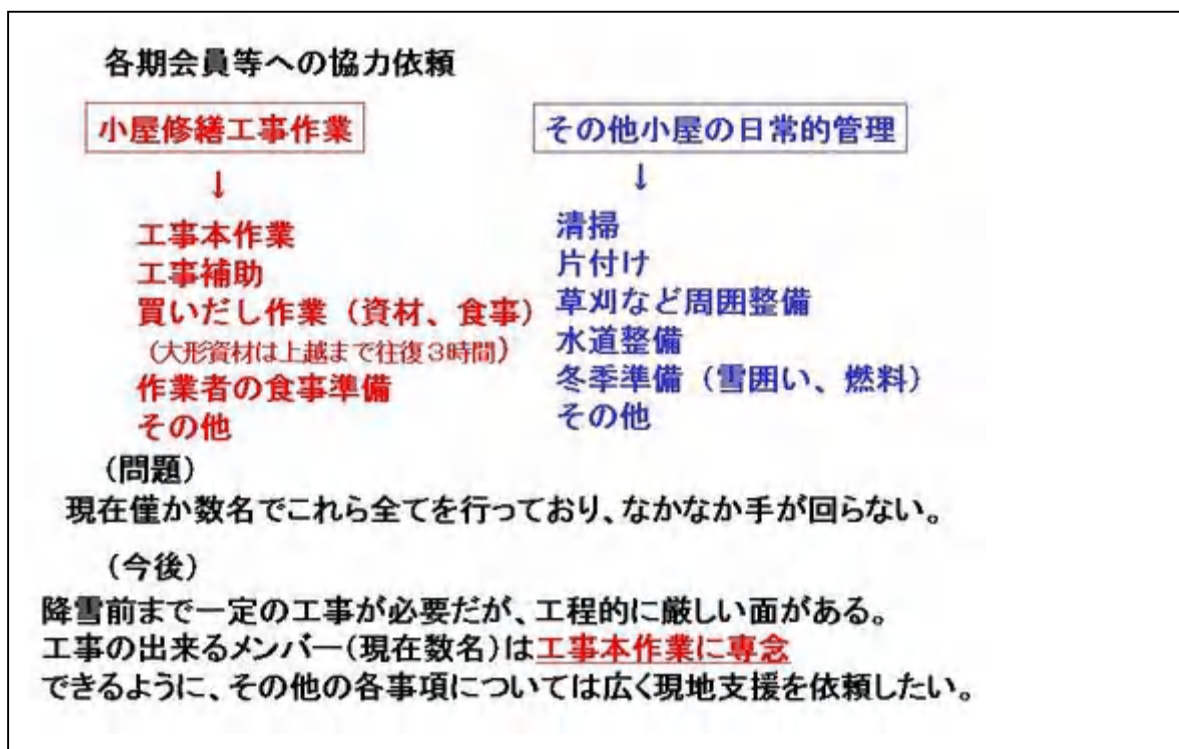 各期会員等への協力依頼
小屋修繕工事作業
↓
工事本作業
工事補助
買いだし作業（資材、食事）
（大形資材は上越まで往復３時間）
作業者の食事準備
その他
その他小屋の日常的管理
↓
清掃
片付け
草刈など周囲整備
水道整備
冬季準備（雪囲い、燃料）
その他
（問題）
現在僅か数名でこれら全てを行っており、なかなか手が回らない。
（今後）
降雪前まで一定の工事が必要だが、工程的に厳しい面がある。
工事の出来るメンバー（現在数名）は工事本作業に専念
できるように、その他の各事項については広く現地支援を依頼したい。